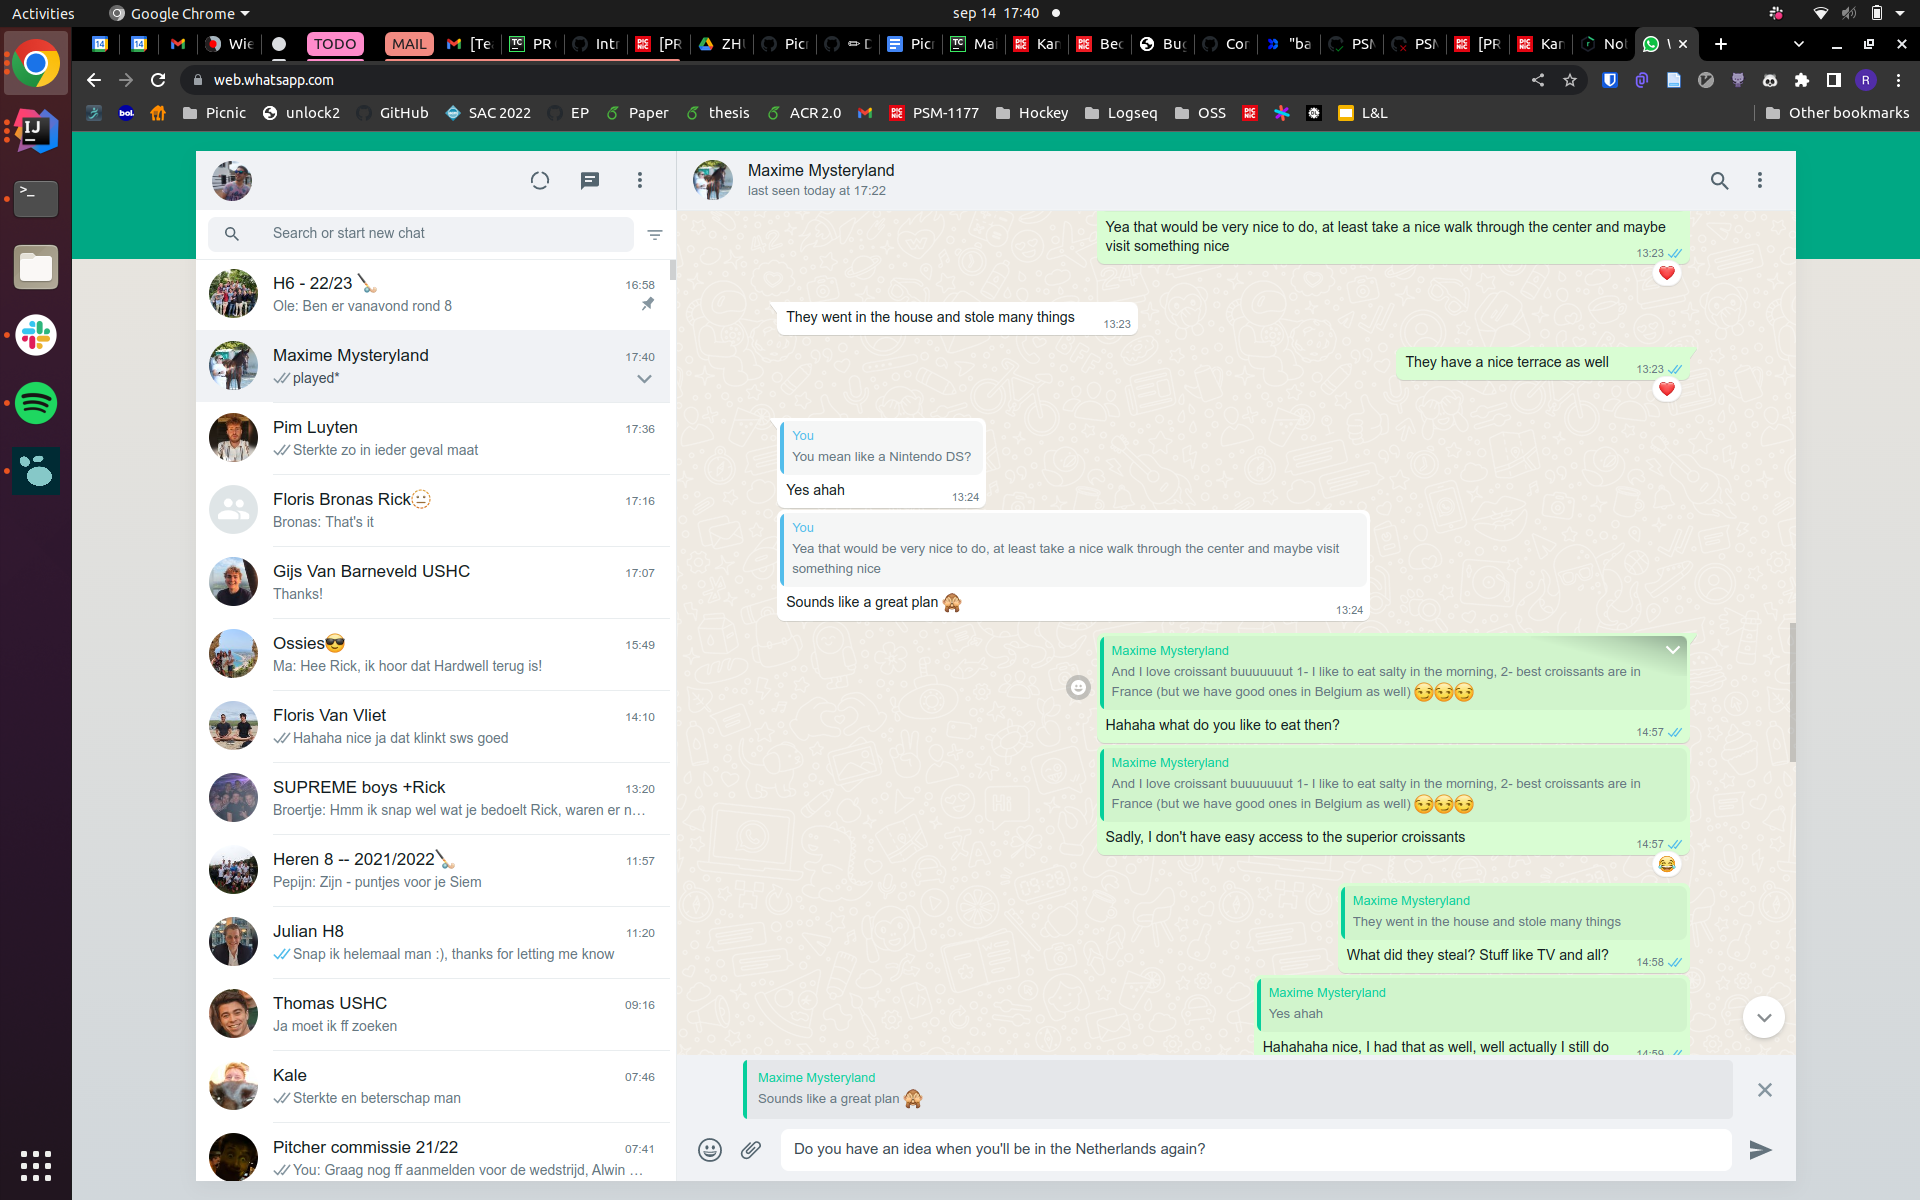 Activities
Google Chrome
sep 14 17:40
Wie
TODO
MAIL
[Te
PR
Intr
[PR
ZH
Picr
D
Picr
Mai
Kan
Bec
Bug
Cor
"ba
PSM
PSM
[PR
Kan
Not
web.whatsapp.com
R
bol.
Picnic
unlock2
GitHub
SAC 2022
EP
Paper
thesis
ACR 2.0
PSM-1177
Hockey
Logseq
OSS
L&L
Other bookmarks
Search or start new chat
H6 - 22/23 🏑
16:58
Ole: Ben er vanavond rond 8
Maxime Mysteryland
17:40
played*
Pim Luyten
17:36
Sterkte zo in ieder geval maat
Floris Bronas Rick🫥
17:16
Bronas: That's it
Gijs Van Barneveld USHC
17:07
Thanks!
Ossies😎
15:49
Ma: Hee Rick, ik hoor dat Hardwell terug is!
Floris Van Vliet
14:10
Hahaha nice ja dat klinkt sws goed
SUPREME boys +Rick
13:20
Broertje: Hmm ik snap wel wat je bedoelt Rick, waren er n…
Heren 8 -- 2021/2022🏑
11:57
Pepijn: Zijn - puntjes voor je Siem
Julian H8
11:20
Snap ik helemaal man :), thanks for letting me know
Thomas USHC
09:16
Ja moet ik ff zoeken
Kale
07:46
Sterkte en beterschap man
Pitcher commissie 21/22
07:41
You: Graag nog ff aanmelden voor de wedstrijd, Alwin …
Maxime Mysteryland
last seen today at 17:22
Yea that would be very nice to do, at least take a nice walk through the center and maybe
visit something nice
13:23
❤️
They went in the house and stole many things
13:23
They have a nice terrace as well
13:23
❤️
You
You mean like a Nintendo DS?
Yes ahah
13:24
You
Yea that would be very nice to do, at least take a nice walk through the center and maybe visit
something nice
Sounds like a great plan 🙈
13:24
Maxime Mysteryland
And I love croissant buuuuuuut 1- I like to eat salty in the morning, 2- best croissants are in
France (but we have good ones in Belgium as well) 😏😏😏
Hahaha what do you like to eat then?
14:57
Maxime Mysteryland
And I love croissant buuuuuuut 1- I like to eat salty in the morning, 2- best croissants are in
France (but we have good ones in Belgium as well) 😏😏😏
Sadly, I don't have easy access to the superior croissants
14:57
😂
Maxime Mysteryland
They went in the house and stole many things
What did they steal? Stuff like TV and all?
14:58
Maxime Mysteryland
Yes ahah
Hahahaha nice, I had that as well, well actually I still do
14:59
Maxime Mysteryland
Sounds like a great plan 🙈
Do you have an idea when you'll be in the Netherlands again?